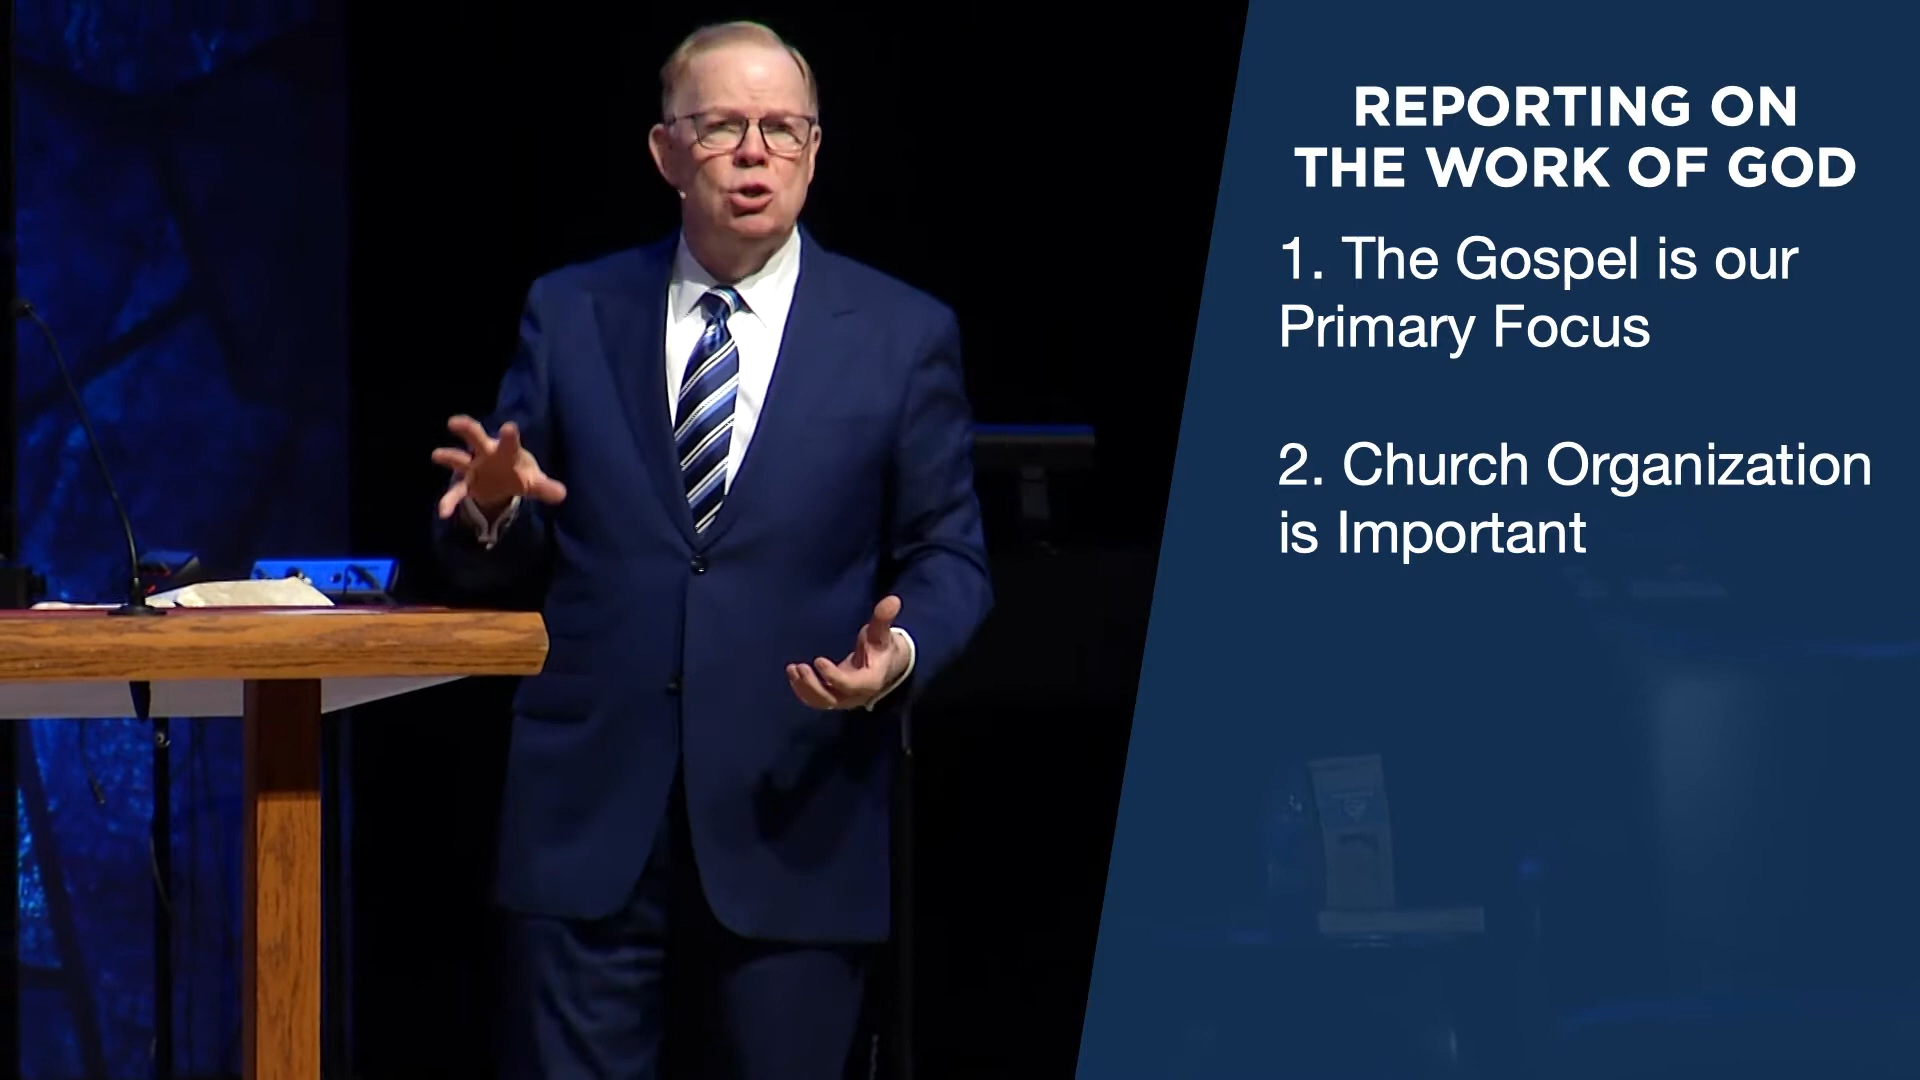 REPORTING ON
THE WORK OF GOD
1. The Gospel is our
Primary Focus
2. Church Organization
is Important